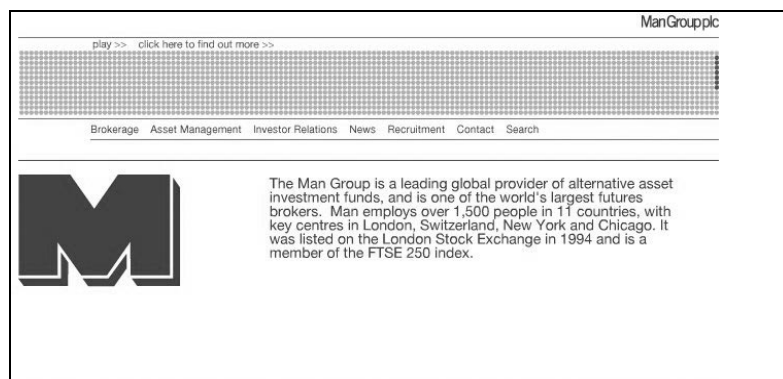 ManGroupplc
play >> click here to find out more >>
Brokerage Asset Management Investor Relations News Recruitment Contact Search
The Man Group is a leading global provider of alternative asset
investment funds, and is one of the world's largest futures
brokers. Man employs over 1,500 people in 11 countries, with
key centres in London, Switzerland, New York and Chicago. It
was listed on the London Stock Exchange in 1994 and is a
member of the FTSE 250 index.
M